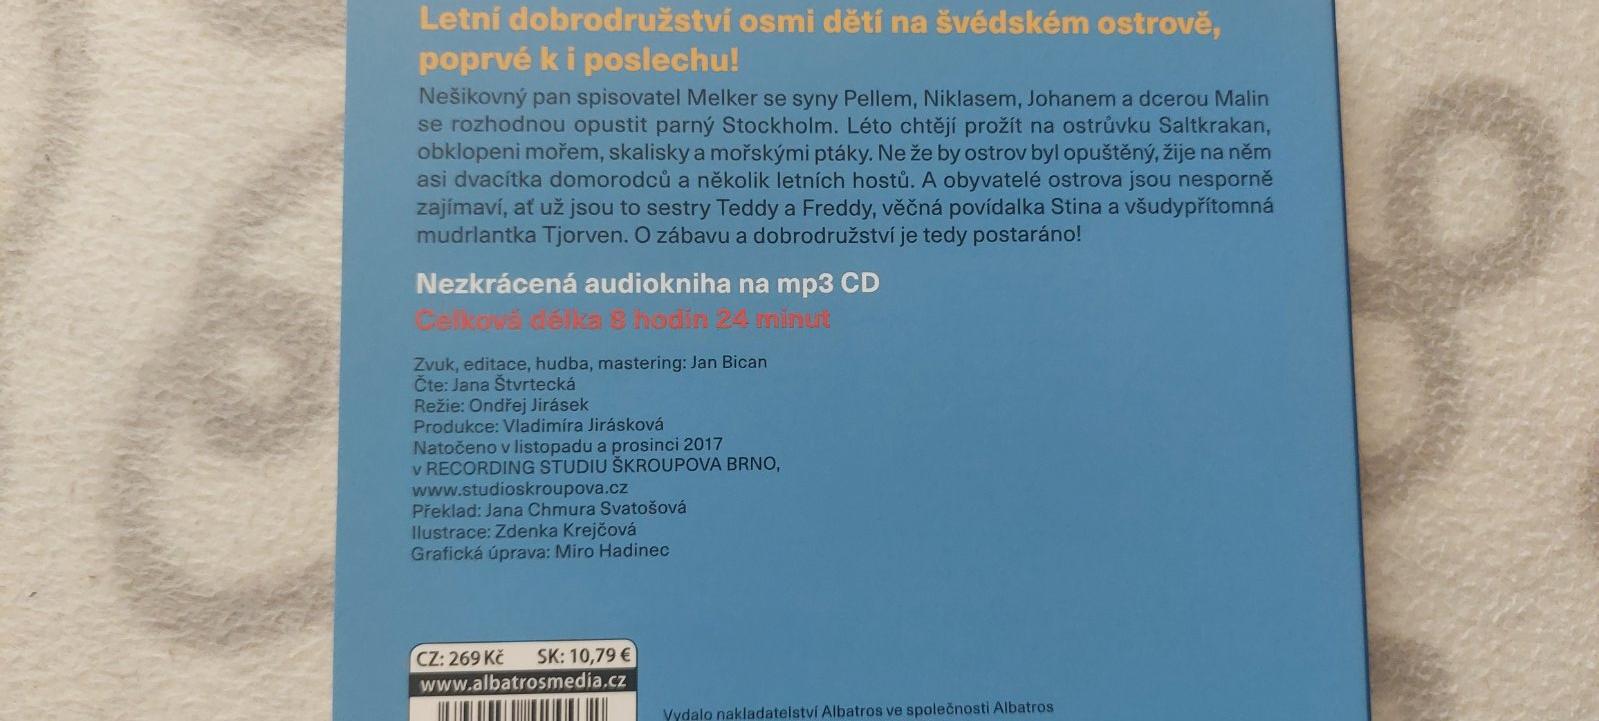 Letní dobrodružství osmi dětí na švédském ostrově,
poprvé k i poslechu!
Nešikovný pan spisovatel Melker se syny Pellem, Niklasem, Johanem a dcerou Malin
se rozhodnou opustit parný Stockholm. Léto chtějí prožít na ostrůvku Saltkrakan,
obklopeni mořem, skalisky a mořskými ptáky. Ne že by ostrov byl opuštěný, žije na něm
asi dvacítka domorodců a několik letních hostů. A obyvatelé ostrova jsou nesporně
zajímaví, ať už jsou to sestry Teddy a Freddy, věčná povídalka Stina a všudypřítomná
mudrlantka Tjorven. O zábavu a dobrodružství je tedy postaráno!
Nezkrácená audiokniha na mp3 CD
Celková délka 8 hodin 24 minut
Zvuk, editace, hudba, mastering: Jan Bican
Čte: Jana Štvrtecká
Režie: Ondřej Jirásek
Produkce: Vladimíra Jirásková
Natočeno v listopadu a prosinci 2017
v RECORDING STUDIU ŠKROUPOVA BRNO,
www.studioskroupova.cz
Překlad: Jana Chmura Svatošová
Ilustrace: Zdenka Krejčová
Grafická úprava: Miro Hadinec
CZ: 269 Kč SK: 10,79 €
www.albatrosmedia.cz
Vydalo nakladatelství Albatros ve společnosti Albatros